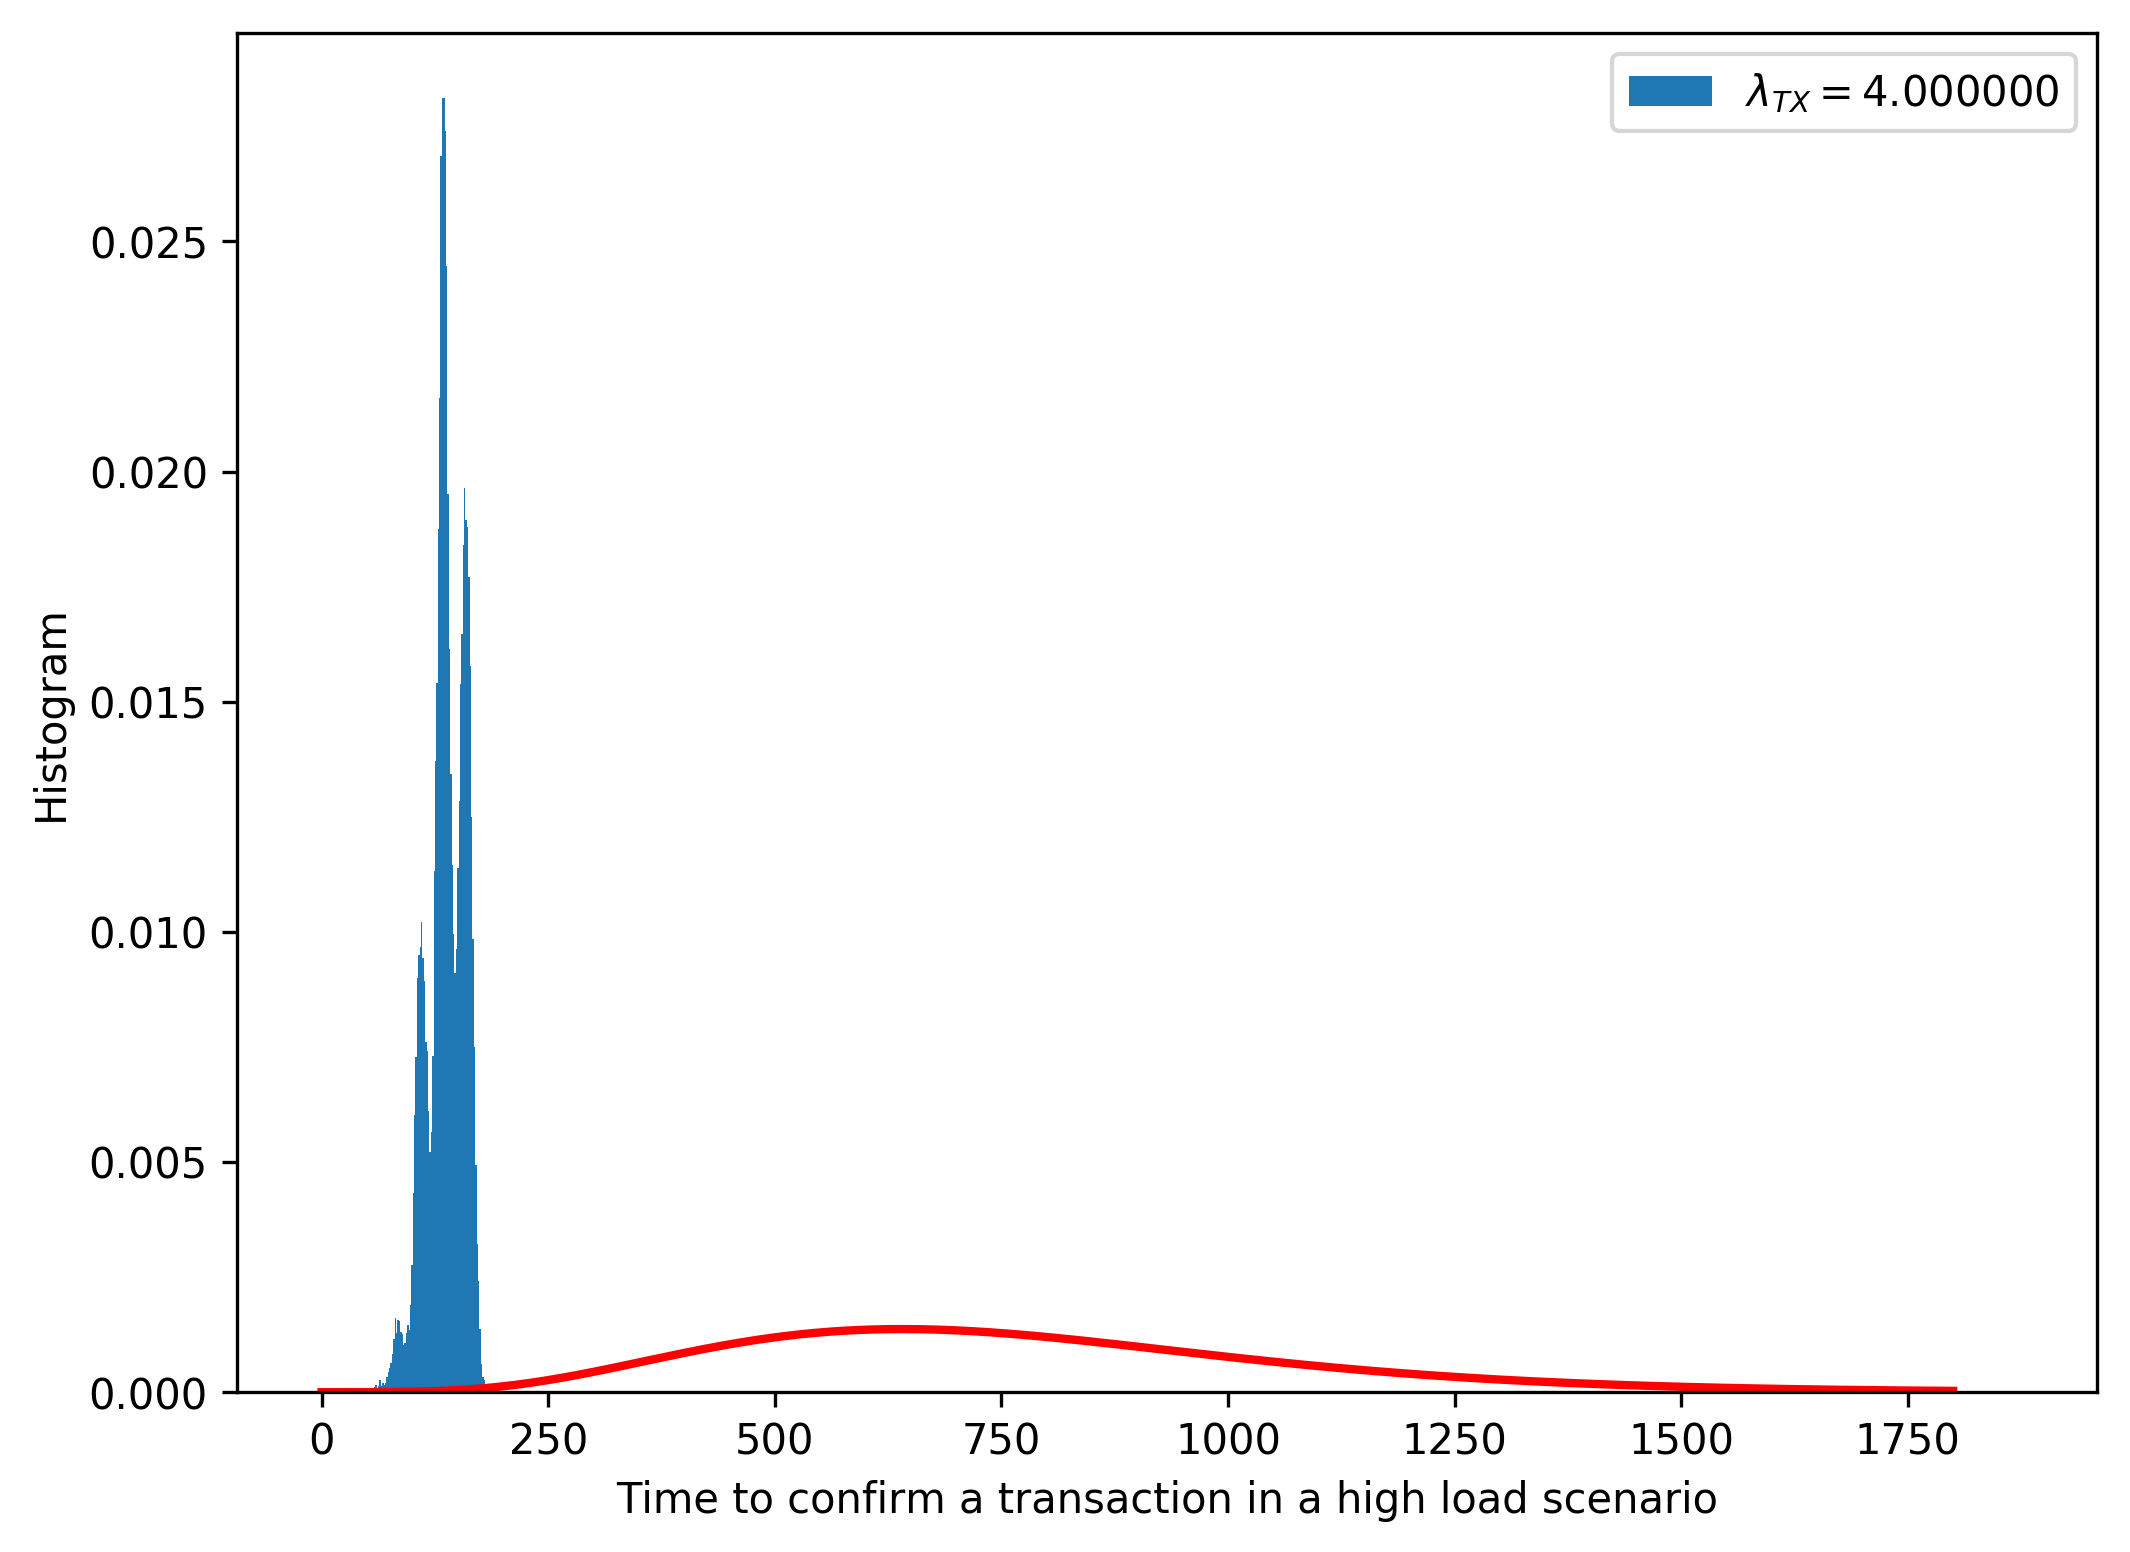 λTX = 4.000000
Histogram
0.025
0.020
0.015
0.010
0.005
0.000
0 250 500 750 1000 1250 1500 1750
Time to confirm a transaction in a high load scenario